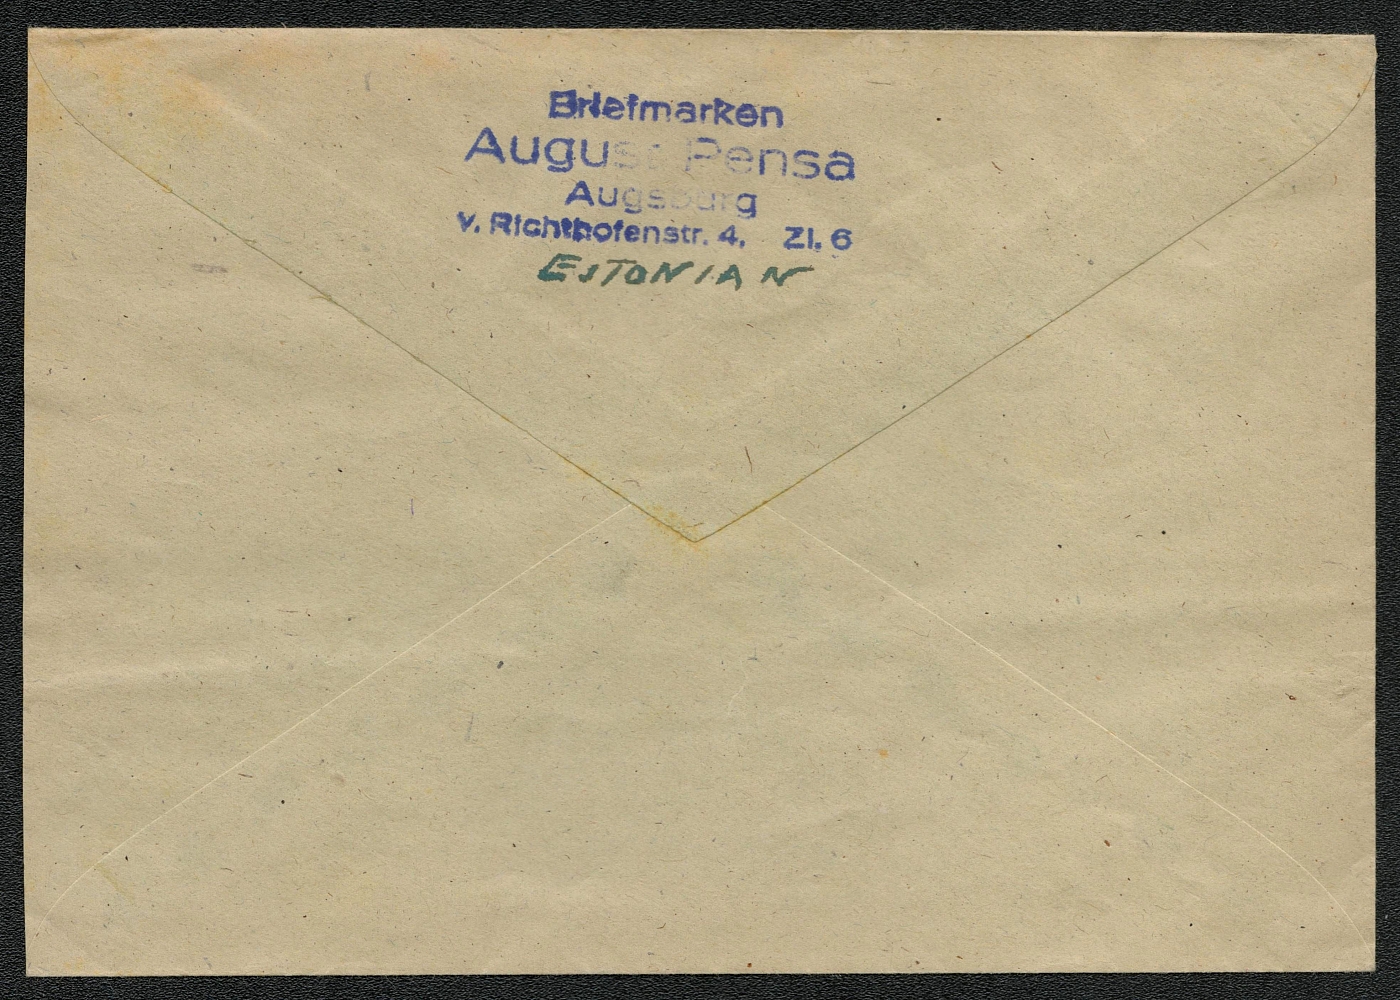 Briefmarken
August Pensa
Augsburg
v. Richthofenstr. 4, Zi. 6
ESTONIAN